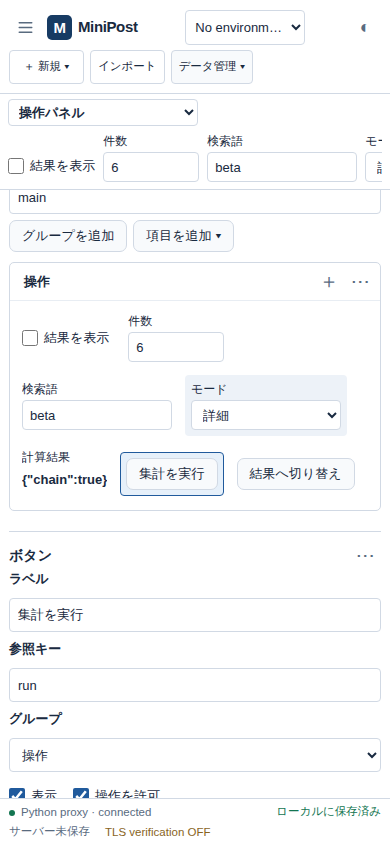 M MiniPost No environm…
＋ 新規 ▾ インポート データ管理 ▾
操作パネル
件数 検索語
結果を表示 6 beta
main
グループを追加 項目を追加 ▾
操作 ＋ …
件数
結果を表示 6
検索語 モード
beta 詳細
計算結果
{"chain":true} 集計を実行 結果へ切り替え
ボタン …
ラベル
集計を実行
参照キー
run
グループ
操作
表示 操作を許可
Python proxy · connected ローカルに保存済み
サーバー未保存 TLS verification OFF